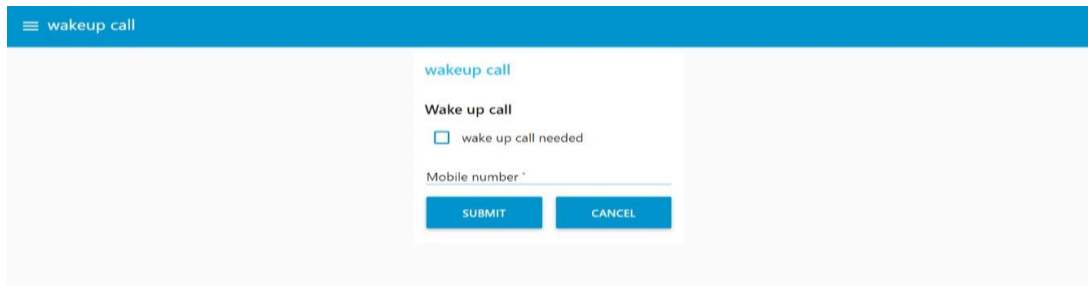 wakeup call
wakeup call
Wake up call
wake up call needed
Mobile number *
SUBMIT CANCEL